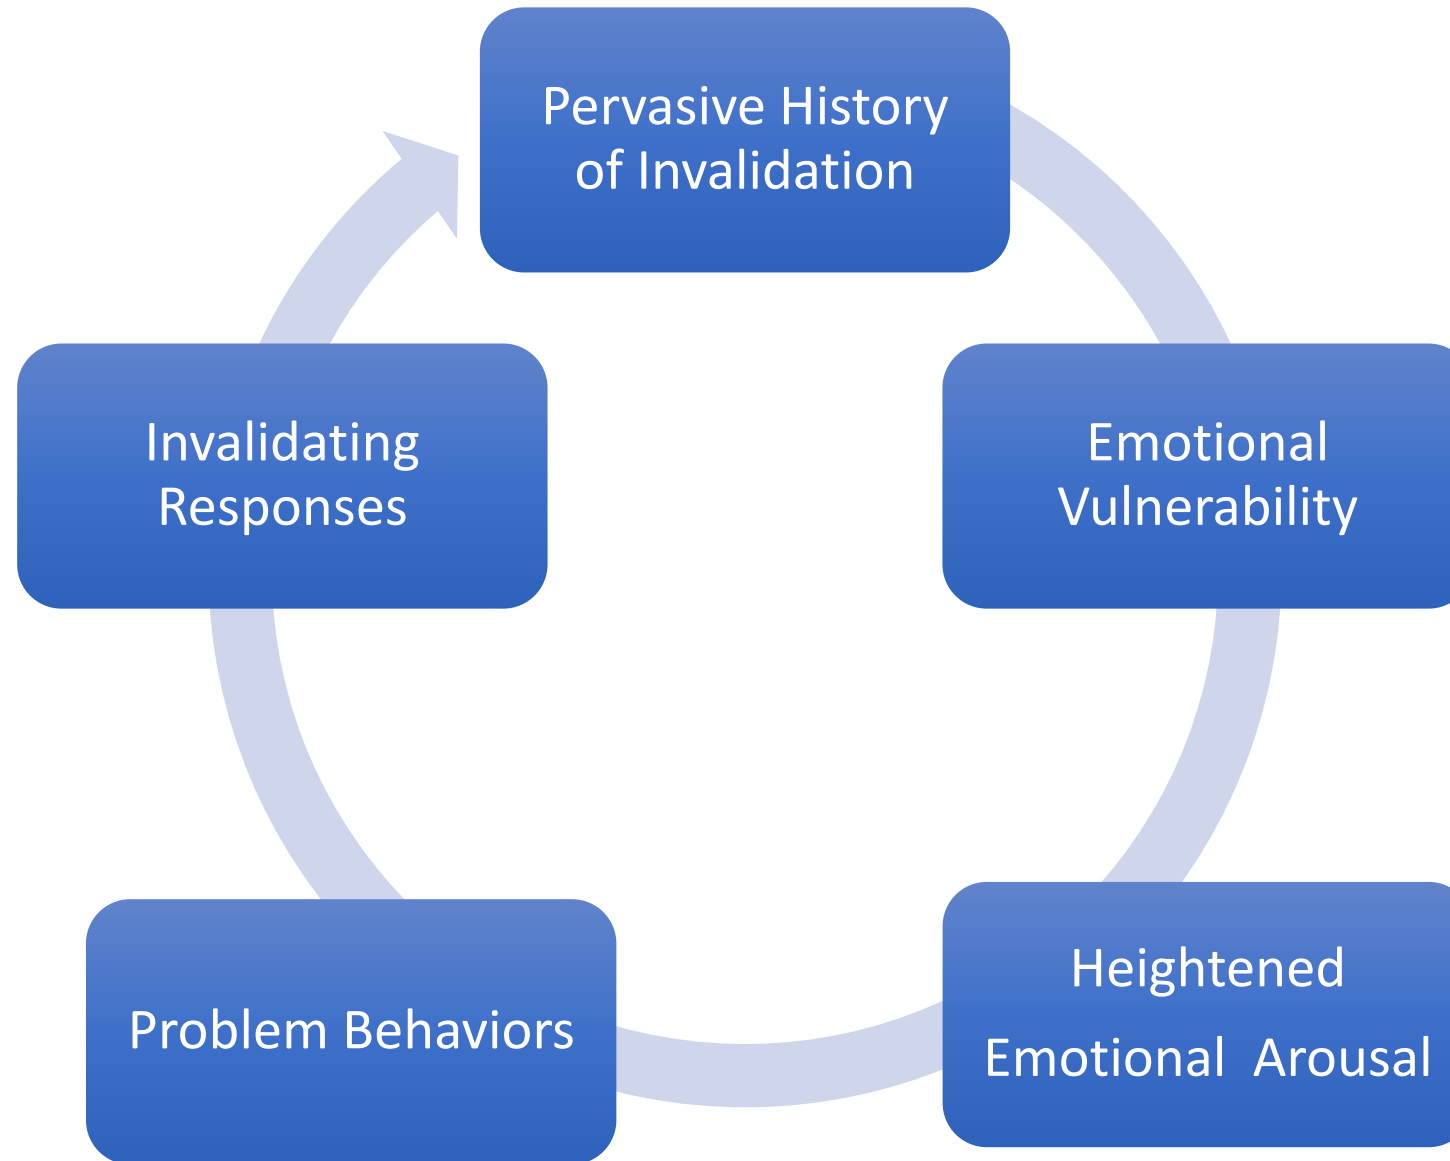 Pervasive History
of Invalidation
Emotional
Vulnerability
Heightened
Emotional  Arousal
Problem Behaviors
Invalidating
Responses